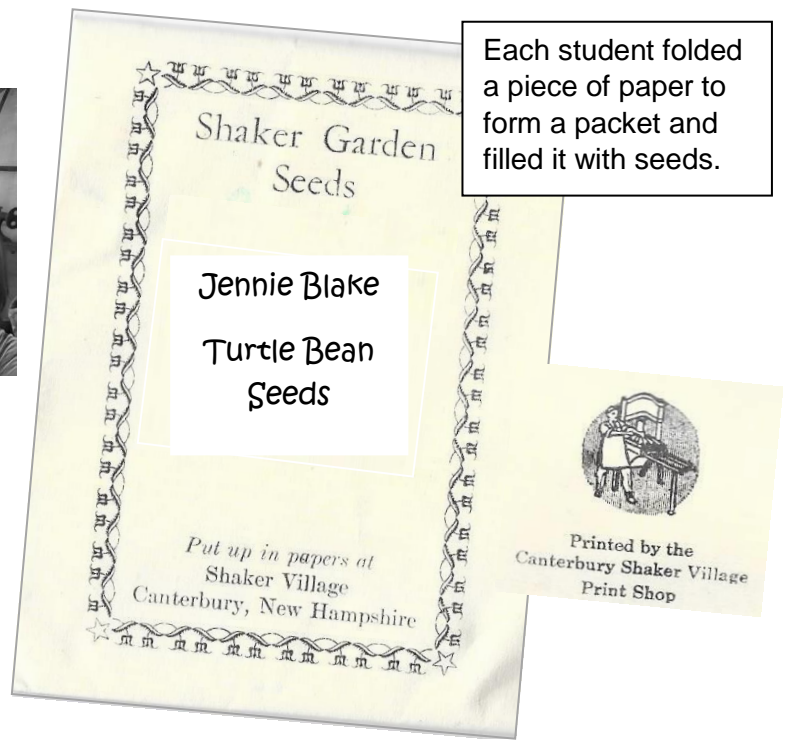 Each student folded
a piece of paper to
form a packet and
filled it with seeds.
Shaker Garden
Seeds
Jennie Blake
Turtle Bean
Seeds
Put up in papers at
Shaker Village
Canterbury, New Hampshire
Printed by the
Canterbury Shaker Village
Print Shop